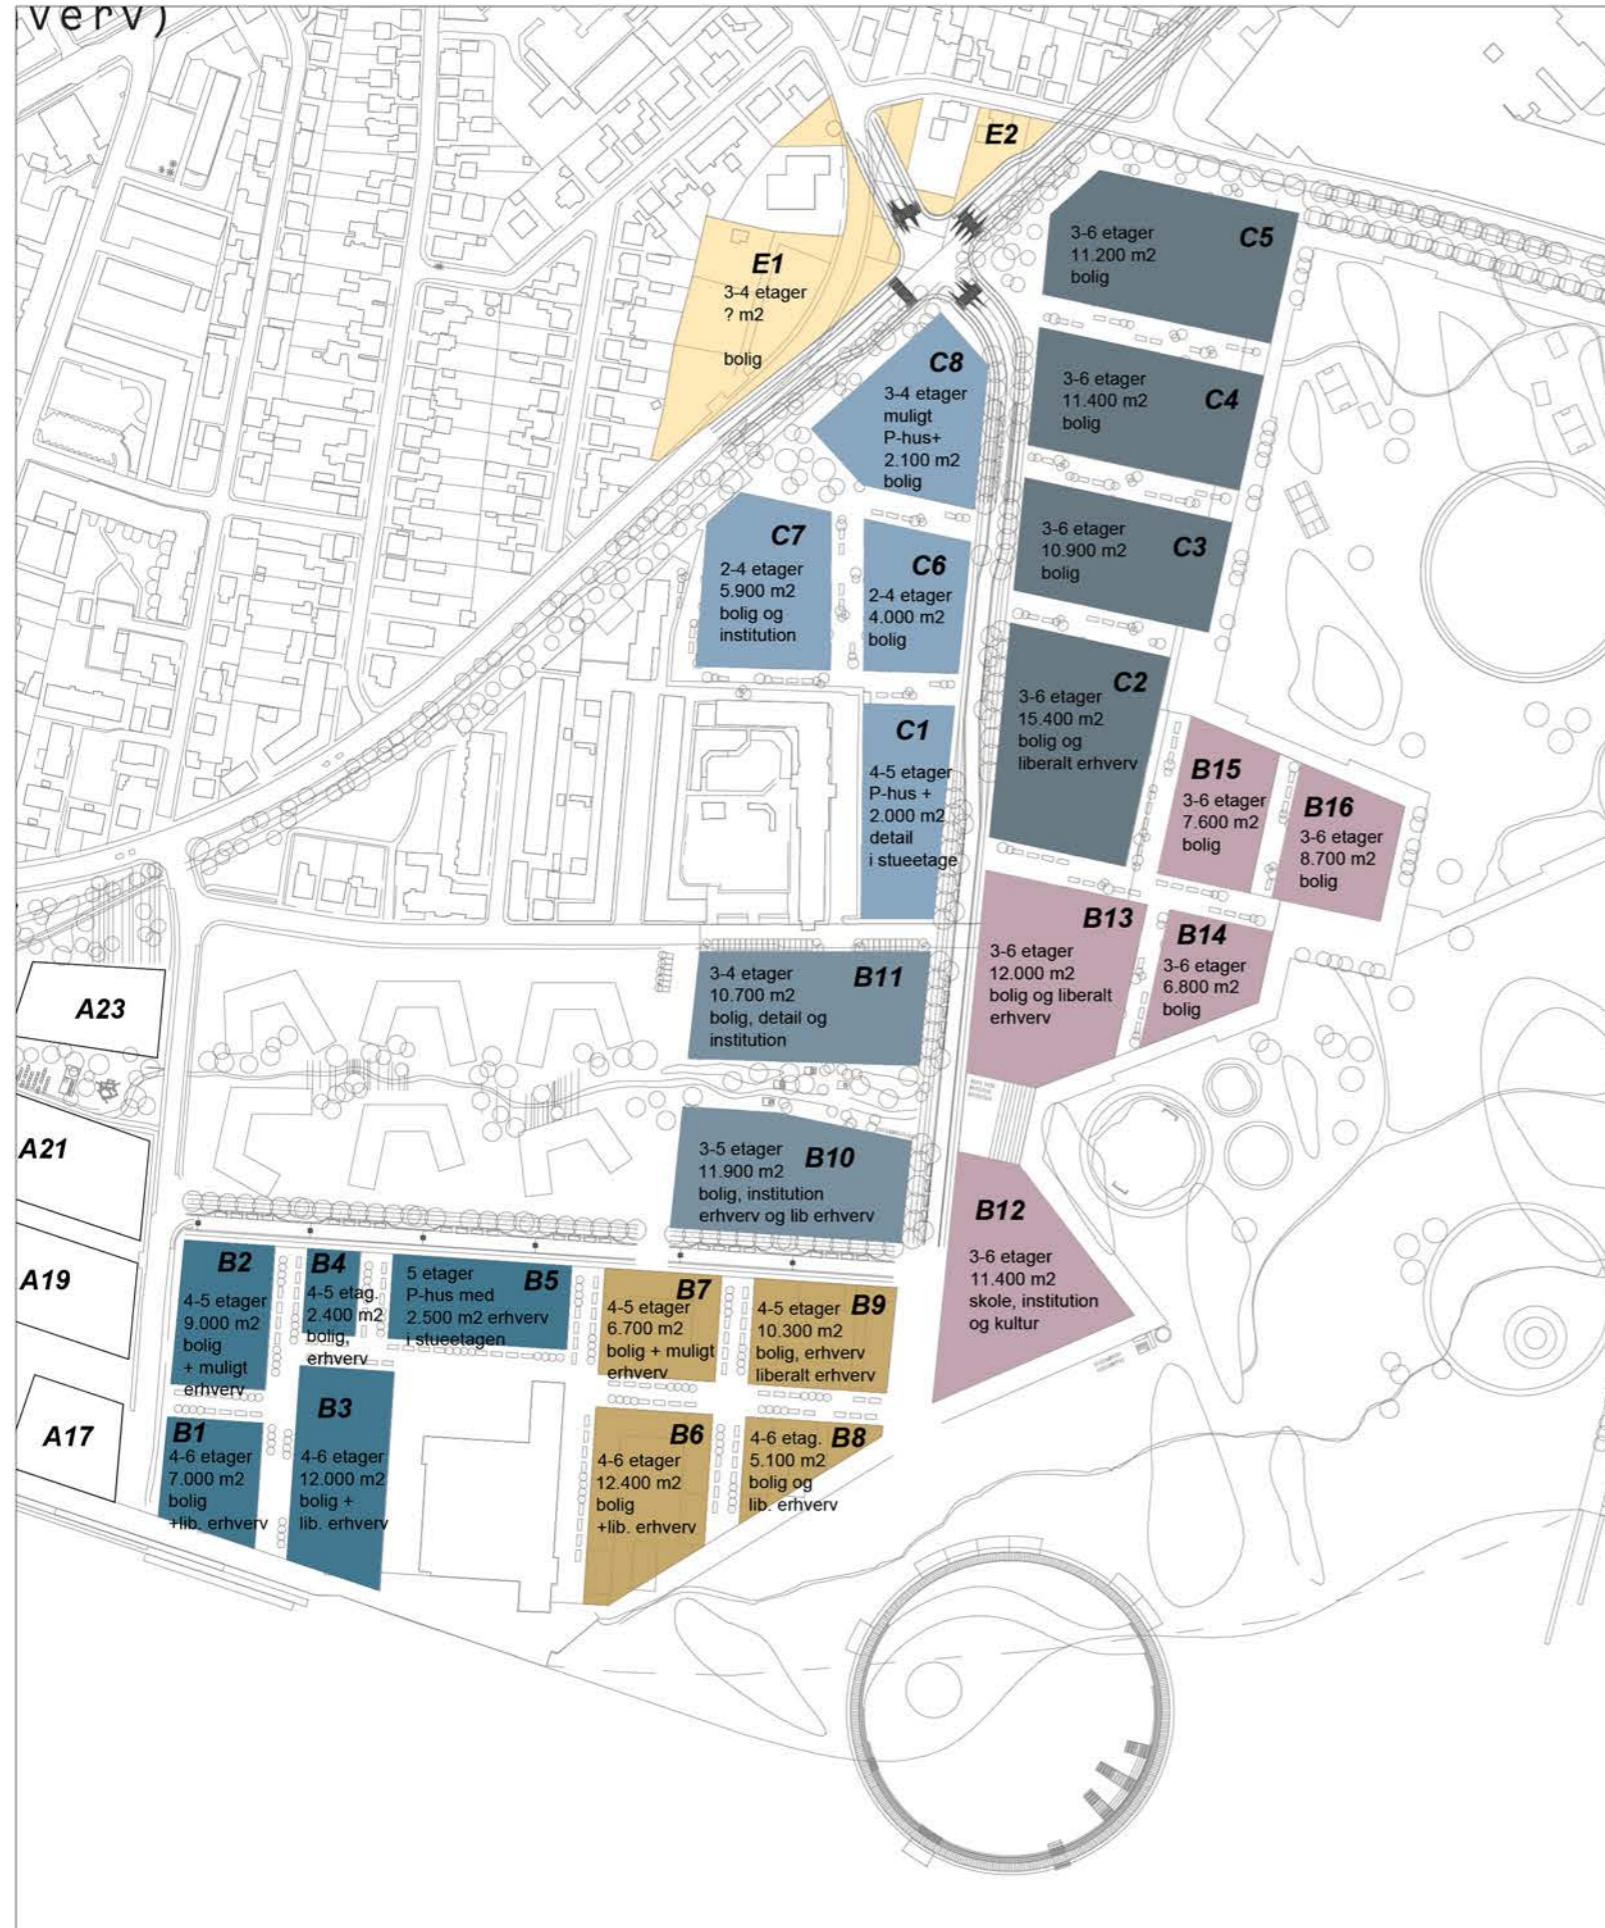 verv)
E2
C5
3-6 etager
11.200 m2
bolig
E1
3-4 etager
? m2
bolig
C8
3-4 etager
muligt
P-hus+
2.100 m2
bolig
C4
3-6 etager
11.400 m2
bolig
C7
2-4 etager
5.900 m2
bolig og
institution
C6
2-4 etager
4.000 m2
bolig
C3
3-6 etager
10.900 m2
bolig
C2
3-6 etager
15.400 m2
bolig og
liberalt erhverv
C1
4-5 etager
P-hus +
2.000 m2
detail
i stueetage
B15
3-6 etager
7.600 m2
bolig
B16
3-6 etager
8.700 m2
bolig
B13
3-6 etager
12.000 m2
bolig og liberalt
erhverv
B14
3-6 etager
6.800 m2
bolig
B11
3-4 etager
10.700 m2
bolig, detail og
institution
A23
A21
B10
3-5 etager
11.900 m2
bolig, institution
erhverv og lib erhverv
B12
3-6 etager
11.400 m2
skole, institution
og kultur
A19
B2
4-5 etager
9.000 m2
bolig
+ muligt
erhverv
B4
4-5 etag.
2.400 m2
bolig,
erhverv
B5
5 etager
P-hus med
2.500 m2 erhverv
i stueetagen
B7
4-5 etager
6.700 m2
bolig + muligt
erhverv
B9
4-5 etager
10.300 m2
bolig, erhverv
liberalt erhverv
A17
B1
4-6 etager
7.000 m2
bolig
+lib. erhverv
B3
4-6 etager
12.000 m2
bolig +
lib. erhverv
B6
4-6 etager
12.400 m2
bolig
+lib. erhverv
B8
4-6 etag.
5.100 m2
bolig og
lib. erhverv